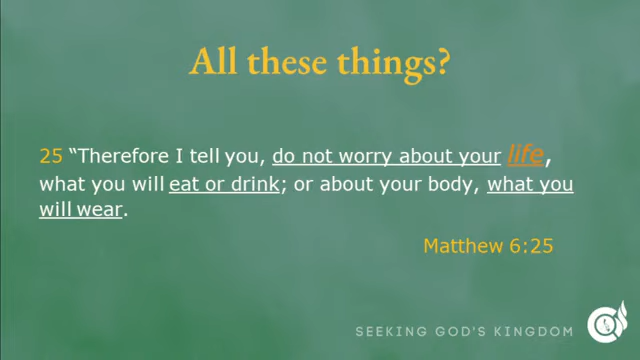 All these things?
25 “Therefore I tell you, do not worry about your life,
what you will eat or drink; or about your body, what you
will wear.
Matthew 6:25
SEEKING GOD'S KINGDOM